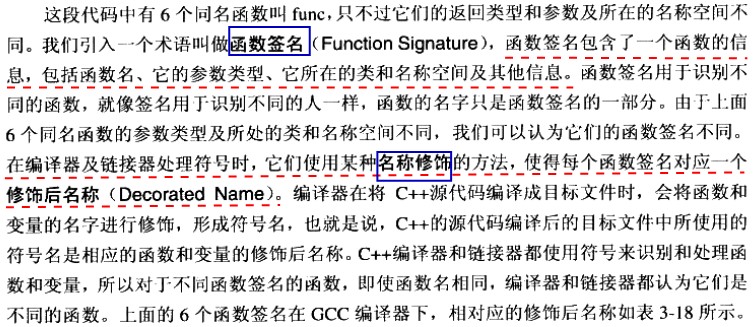 这段代码中有 6 个同名函数叫 func,只不过它们的返回类型和参数及所在的名称空间不
同。我们引入一个术语叫做函数签名(Function Signature),函数签名包含了一个函数的信
息,包括函数名、它的参数类型、它所在的类和名称空间及其他信息。函数签名用于识别不
同的函数,就像签名用于识别不同的人一样,函数的名字只是函数签名的一部分。由于上面
6 个同名函数的参数类型及所处的类和名称空间不同,我们可以认为它们的函数签名不同。
在编译器及链接器处理符号时,它们使用某种名称修饰的方法,使得每个函数签名对应一个
修饰后名称(Decorated Name)。编译器在将 C++源代码编译成目标文件时,会将函数和
变量的名字进行修饰,形成符号名,也就是说,C++的源代码编译后的目标文件中所使用的
符号名是相应的函数和变量的修饰后名称。C++编译器和链接器都使用符号来识别和处理函
数和变量,所以对于不同函数签名的函数,即使函数名相同,编译器和链接器都认为它们是
不同的函数。上面的 6 个函数签名在 GCC 编译器下,相对应的修饰后名称如表 3-18 所示。